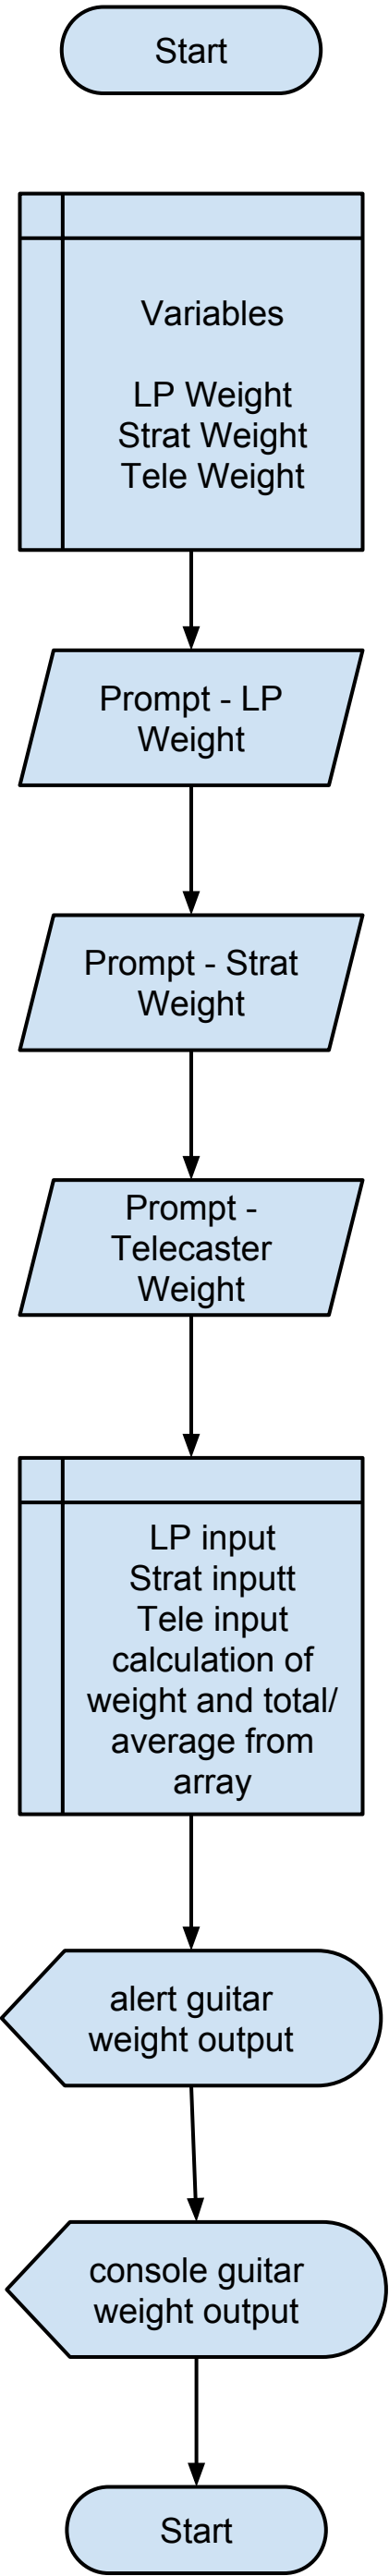 Start
Variables
LP Weight
Strat Weight
Tele Weight
Prompt - LP
Weight
Prompt - Strat
Weight
Prompt -
Telecaster
Weight
LP input
Strat inputt
Tele input
calculation of
weight and total/
average from
array
alert guitar
weight output
console guitar
weight output
Start